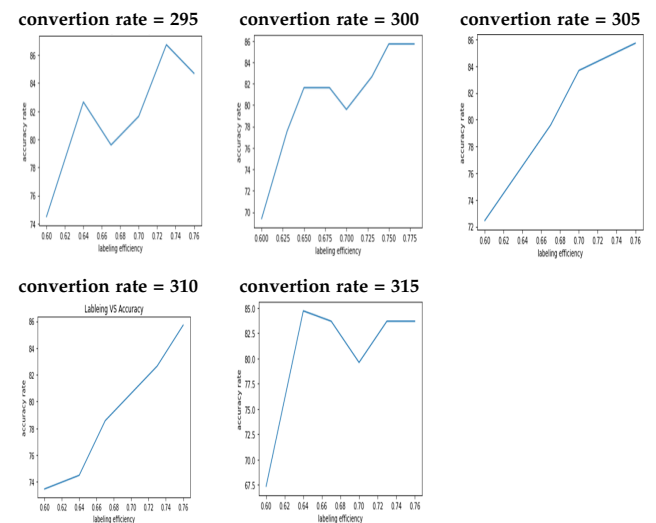 convertion rate = 295
convertion rate = 300
convertion rate = 305
86
84
82
80
78
76
74
accuracy rate
0.60 0.62 0.64 0.66 0.68 0.70 0.72 0.74 0.76
labeling efficiency
86
84
82
80
78
76
74
72
70
accuracy rate
0.600 0.625 0.650 0.675 0.700 0.725 0.750 0.775
labeling efficiency
86
84
82
80
78
76
74
72
accuracy rate
0.60 0.62 0.64 0.66 0.68 0.70 0.72 0.74 0.76
labeling efficiency
convertion rate = 310
convertion rate = 315
Lableing VS Accuracy
86
84
82
80
78
76
74
accuracy rate
0.60 0.62 0.64 0.66 0.68 0.70 0.72 0.74 0.76
labeling efficiency
85.0
82.5
80.0
77.5
75.0
72.5
70.0
67.5
accuracy rate
0.60 0.62 0.64 0.66 0.68 0.70 0.72 0.74 0.76
labeling efficiency